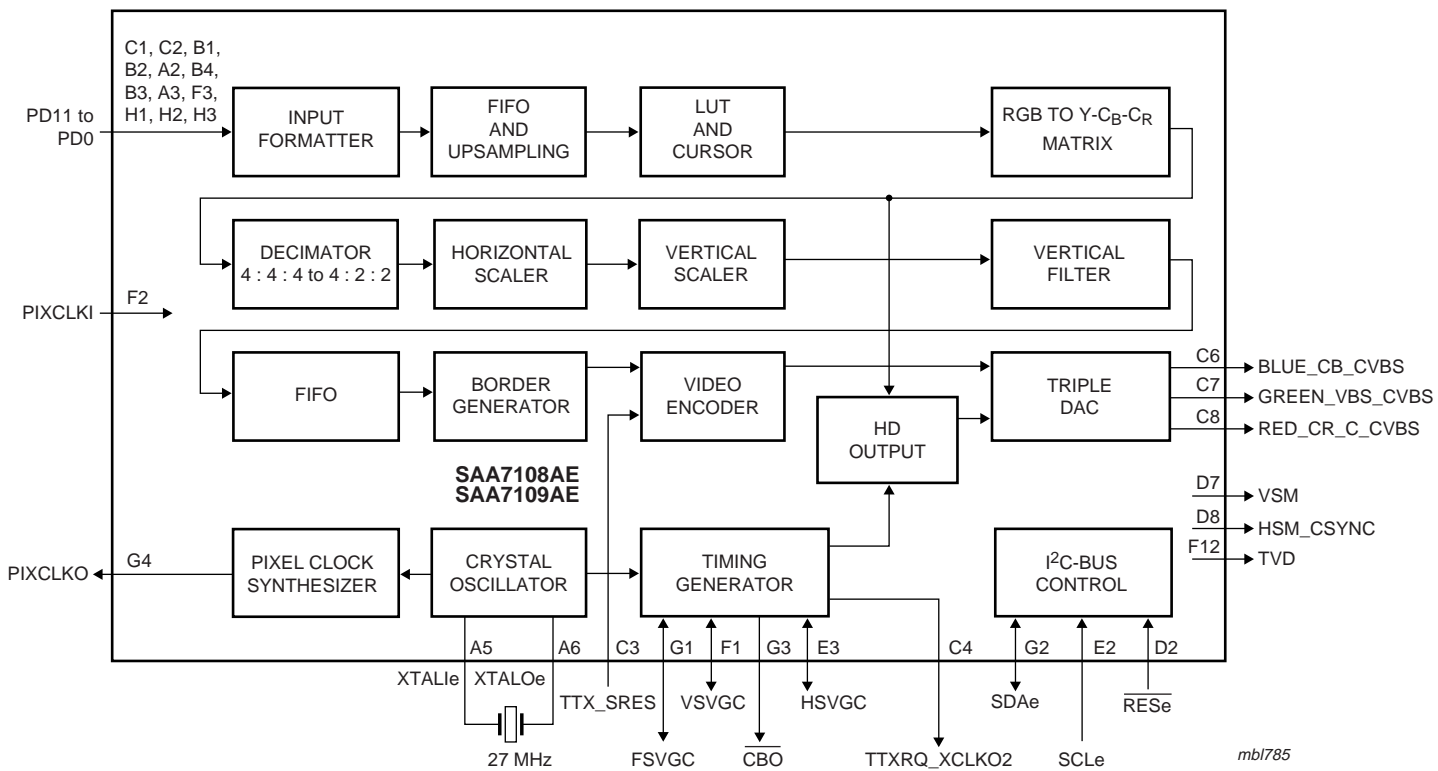 C1, C2, B1,
B2, A2, B4,
B3, A3, F3,
H1, H2, H3
PD11 to
PD0
INPUT
FORMATTER
FIFO
AND
UPSAMPLING
LUT
AND
CURSOR
RGB TO Y-CB-CR
MATRIX
DECIMATOR
4 : 4 : 4 to 4 : 2 : 2
HORIZONTAL
SCALER
VERTICAL
SCALER
VERTICAL
FILTER
PIXCLKI
F2
FIFO
BORDER
GENERATOR
VIDEO
ENCODER
HD
OUTPUT
TRIPLE
DAC
C6
BLUE_CB_CVBS
C7
GREEN_VBS_CVBS
C8
RED_CR_C_CVBS
SAA7108AE
SAA7109AE
D7
VSM
D8
HSM_CSYNC
F12
TVD
PIXCLKO
G4
PIXEL CLOCK
SYNTHESIZER
CRYSTAL
OSCILLATOR
TIMING
GENERATOR
I2C-BUS
CONTROL
A5
A6
C3
G1
F1
G3
E3
C4
G2
E2
D2
XTALIe
XTALOe
TTX_SRES
VSVGC
HSVGC
SDAe
RESe
27 MHz
FSVGC
CBO
TTXRQ_XCLKO2
SCLe
mbl785